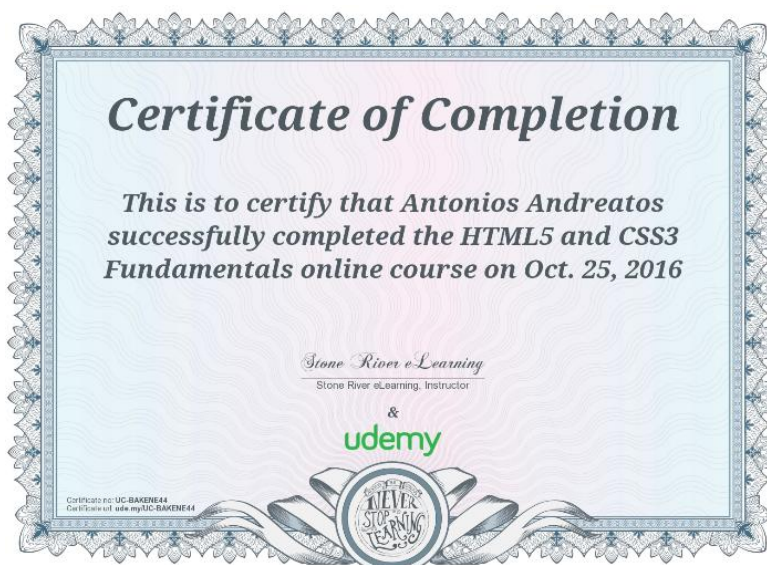 Certificate of Completion
This is to certify that Antonios Andreatos
successfully completed the HTML5 and CSS3
Fundamentals online course on Oct. 25, 2016
Stone River eLearning
Stone River eLearning, Instructor
&
udemy
Certificate no: UC-BAKENE44
Certificate url: ude.my/UC-BAKENE44
NEVER
STOP
LEARNING